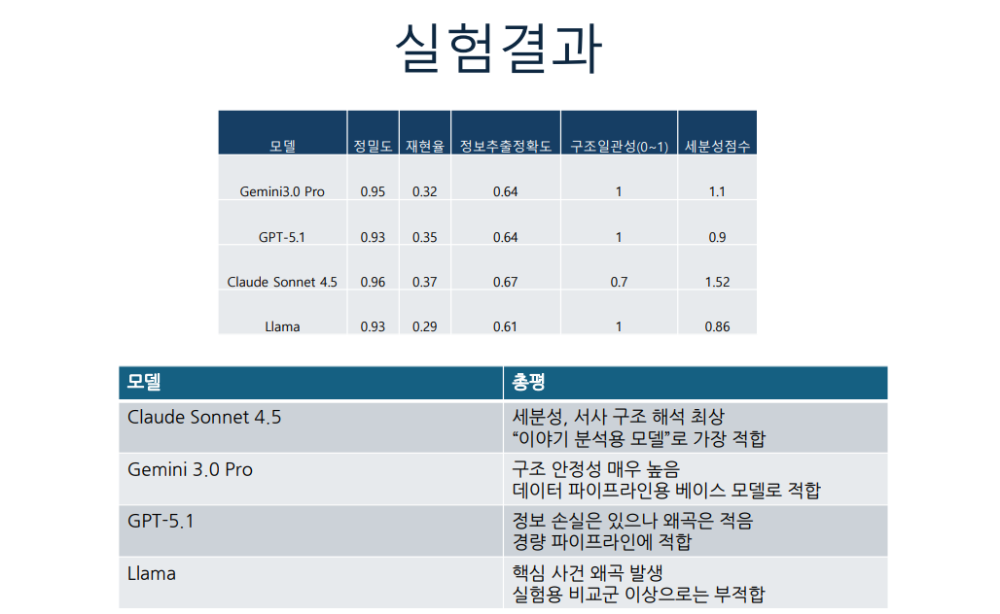 실험결과
모델 정밀도 재현율 정보추출정확도 구조일관성(0~1) 세분성점수
Gemini3.0 Pro 0.95 0.32 0.64 1 1.1
GPT-5.1 0.93 0.35 0.64 1 0.9
Claude Sonnet 4.5 0.96 0.37 0.67 0.7 1.52
Llama 0.93 0.29 0.61 1 0.86
모델 총평
Claude Sonnet 4.5 세분성, 서사 구조 해석 최상
“이야기 분석용 모델”로 가장 적합
Gemini 3.0 Pro 구조 안정성 매우 높음
데이터 파이프라인용 베이스 모델로 적합
GPT-5.1 정보 손실은 있으나 왜곡은 적음
경량 파이프라인에 적합
Llama 핵심 사건 왜곡 발생
실험용 비교군 이상으로는 부적합